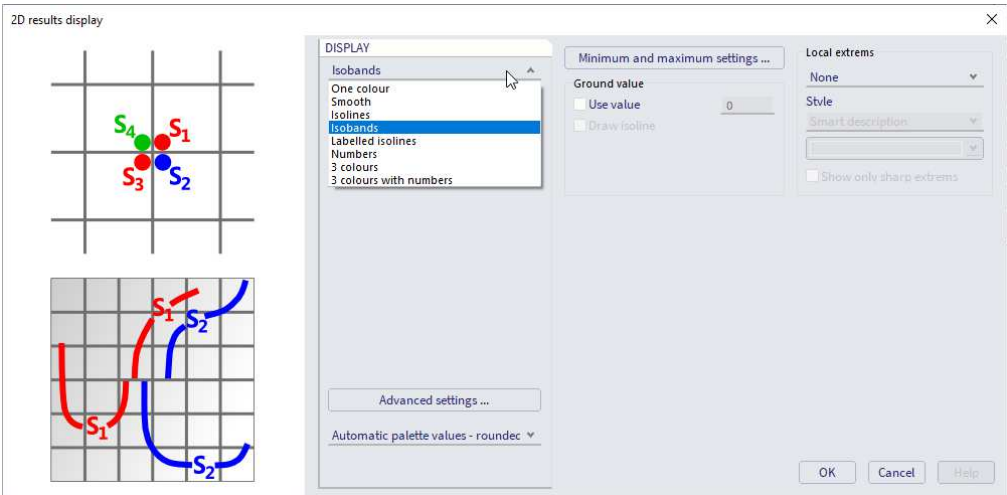 2D results display
S4 S1
S3 S2
S1
S2
S1
S2
DISPLAY
Isobands
One colour
Smooth
Isolines
Isobands
Labelled isolines
Numbers
3 colours
3 colours with numbers
Advanced settings ...
Automatic palette values - roundec
Minimum and maximum settings ...
Ground value
Use value 0
Draw isoline
Local extrems
None
Style
Smart description
Show only sharp extrems
OK Cancel Help